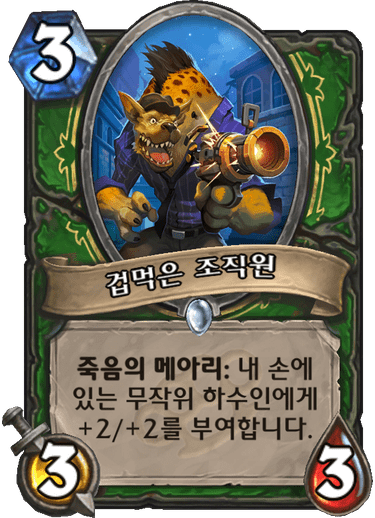 3
겁먹은 조직원
죽음의 메아리: 내 손에
있는 무작위 하수인에게
+2/+2를 부여합니다.
3
3